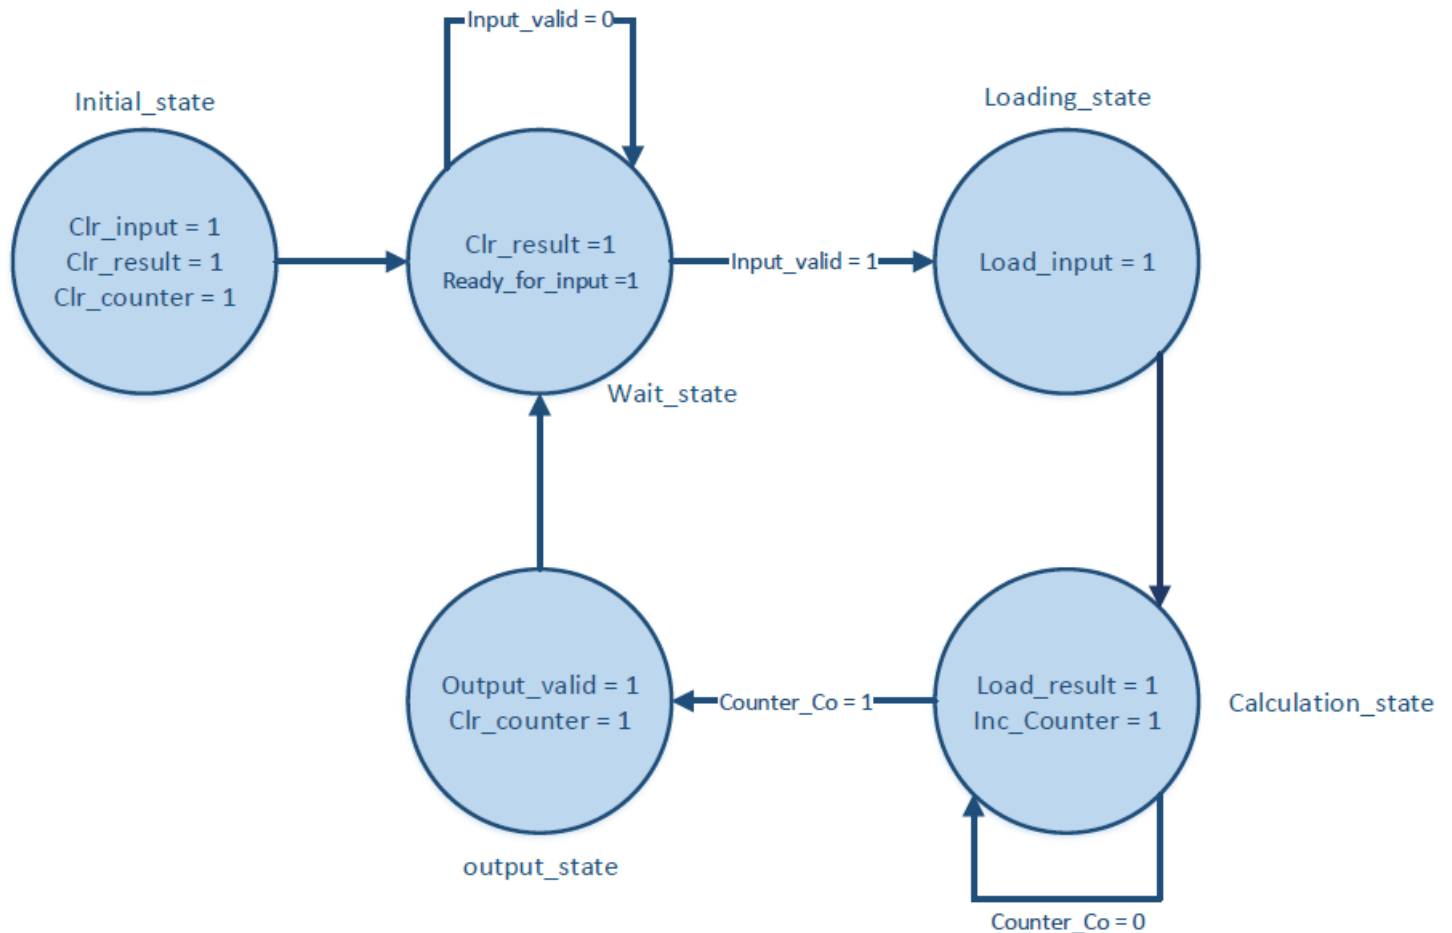 Input_valid = 0
Initial_state
Loading_state
Clr_input = 1
Clr_result = 1
Clr_counter = 1
Clr_result =1
Ready_for_input =1
Input_valid = 1
Load_input = 1
Wait_state
Output_valid = 1
Clr_counter = 1
Counter_Co = 1
Load_result = 1
Inc_Counter = 1
Calculation_state
output_state
Counter_Co = 0